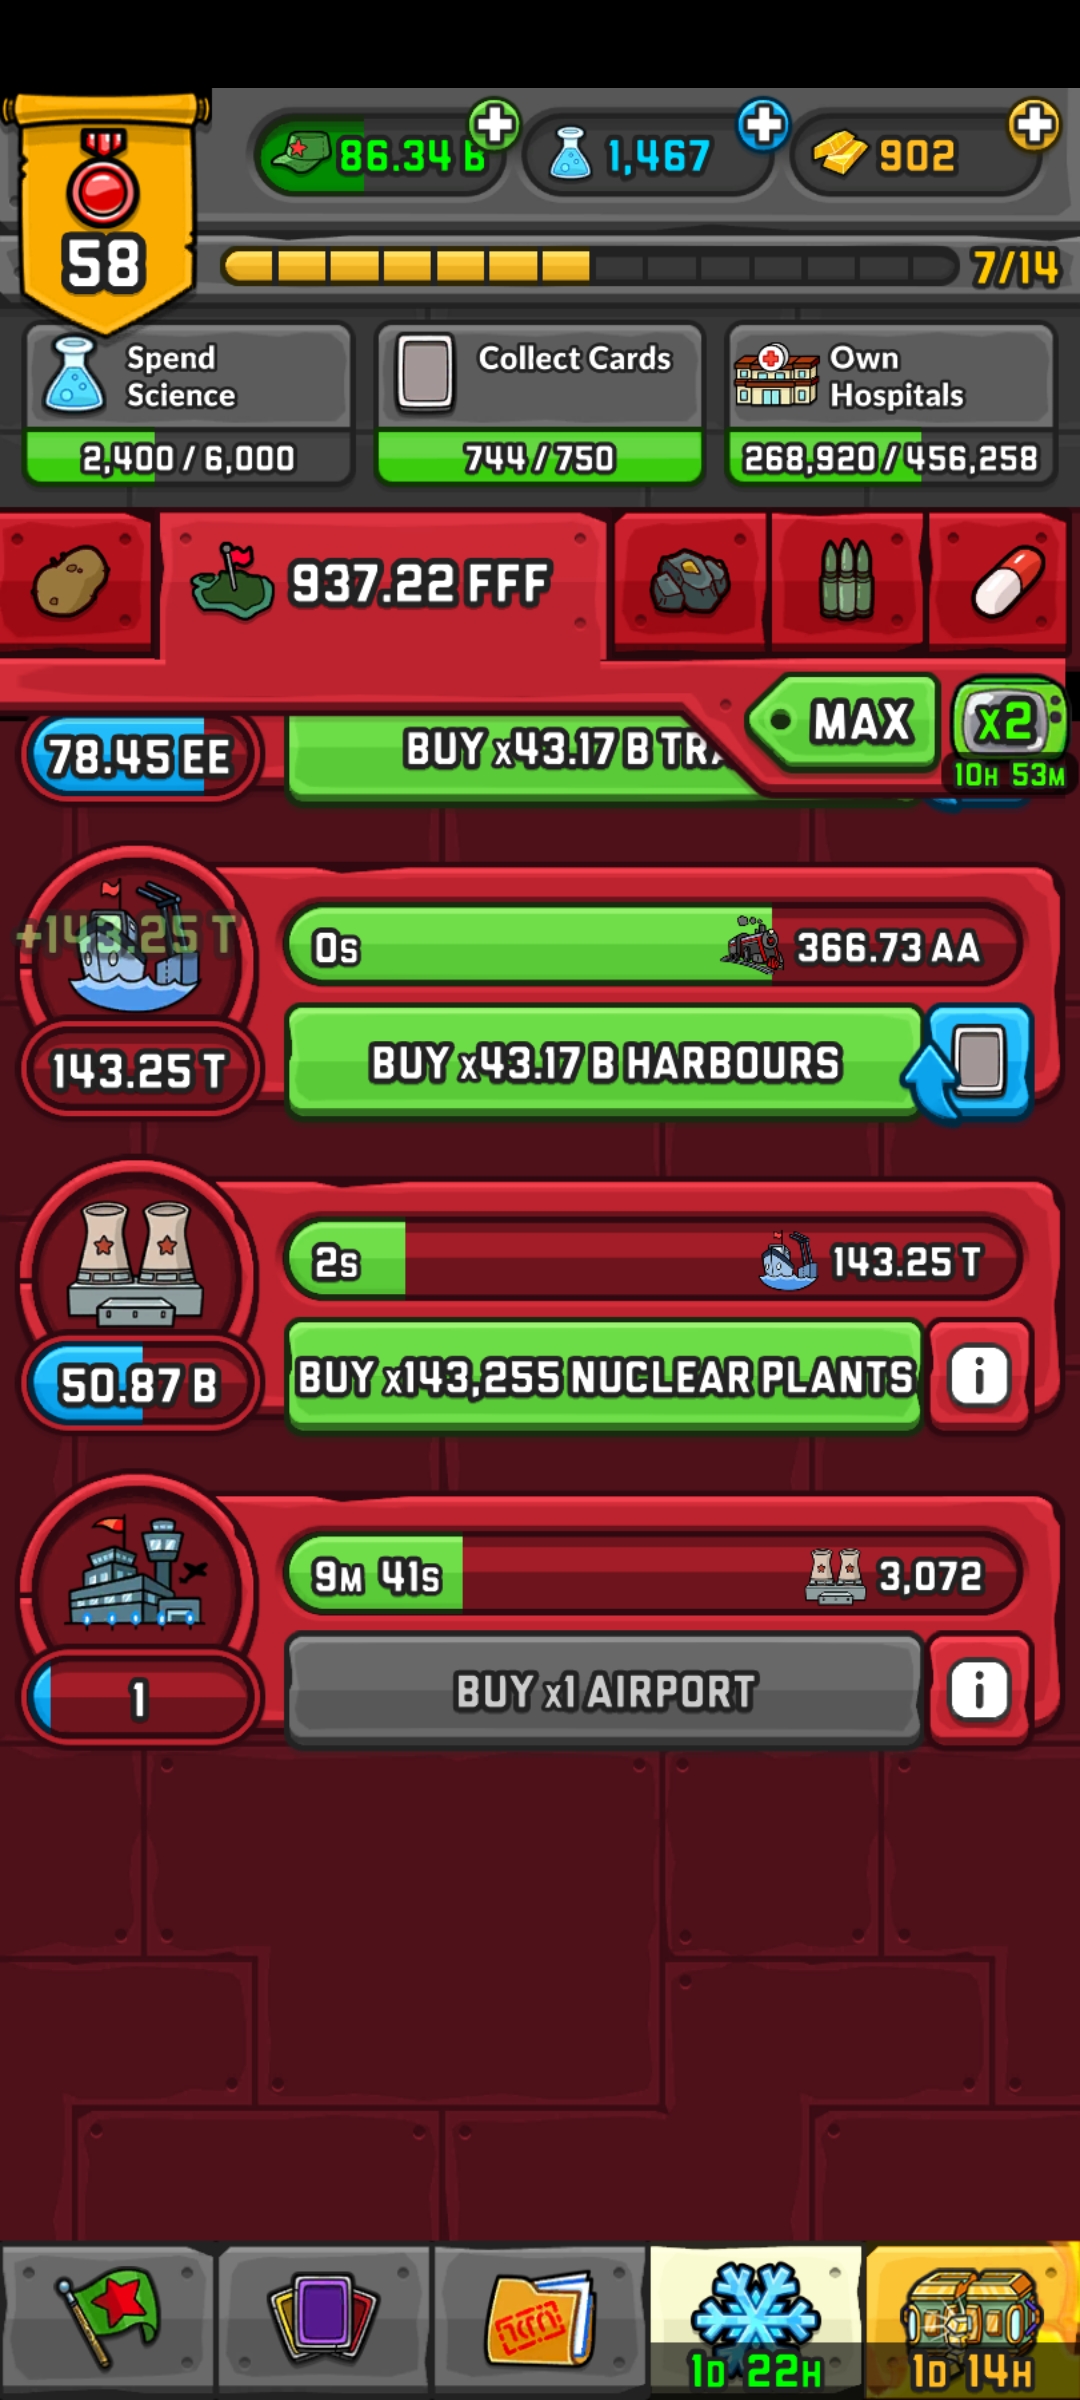 86.34 B
1,467
902
58
7/14
Spend
Science
2,400 / 6,000
Collect Cards
744 / 750
Own
Hospitals
268,920 / 456,258
937.22 FFF
MAX
x2
10H 53M
78.45 EE
BUY x43.17 B
+143.25 T
0s
366.73 AA
143.25 T
BUY x43.17 B HARBOURS
2s
143.25 T
50.87 B
BUY x143,255 NUCLEAR PLANTS
i
9M 41s
3,072
1
BUY x1 AIRPORT
i
1D 22H
1D 14H